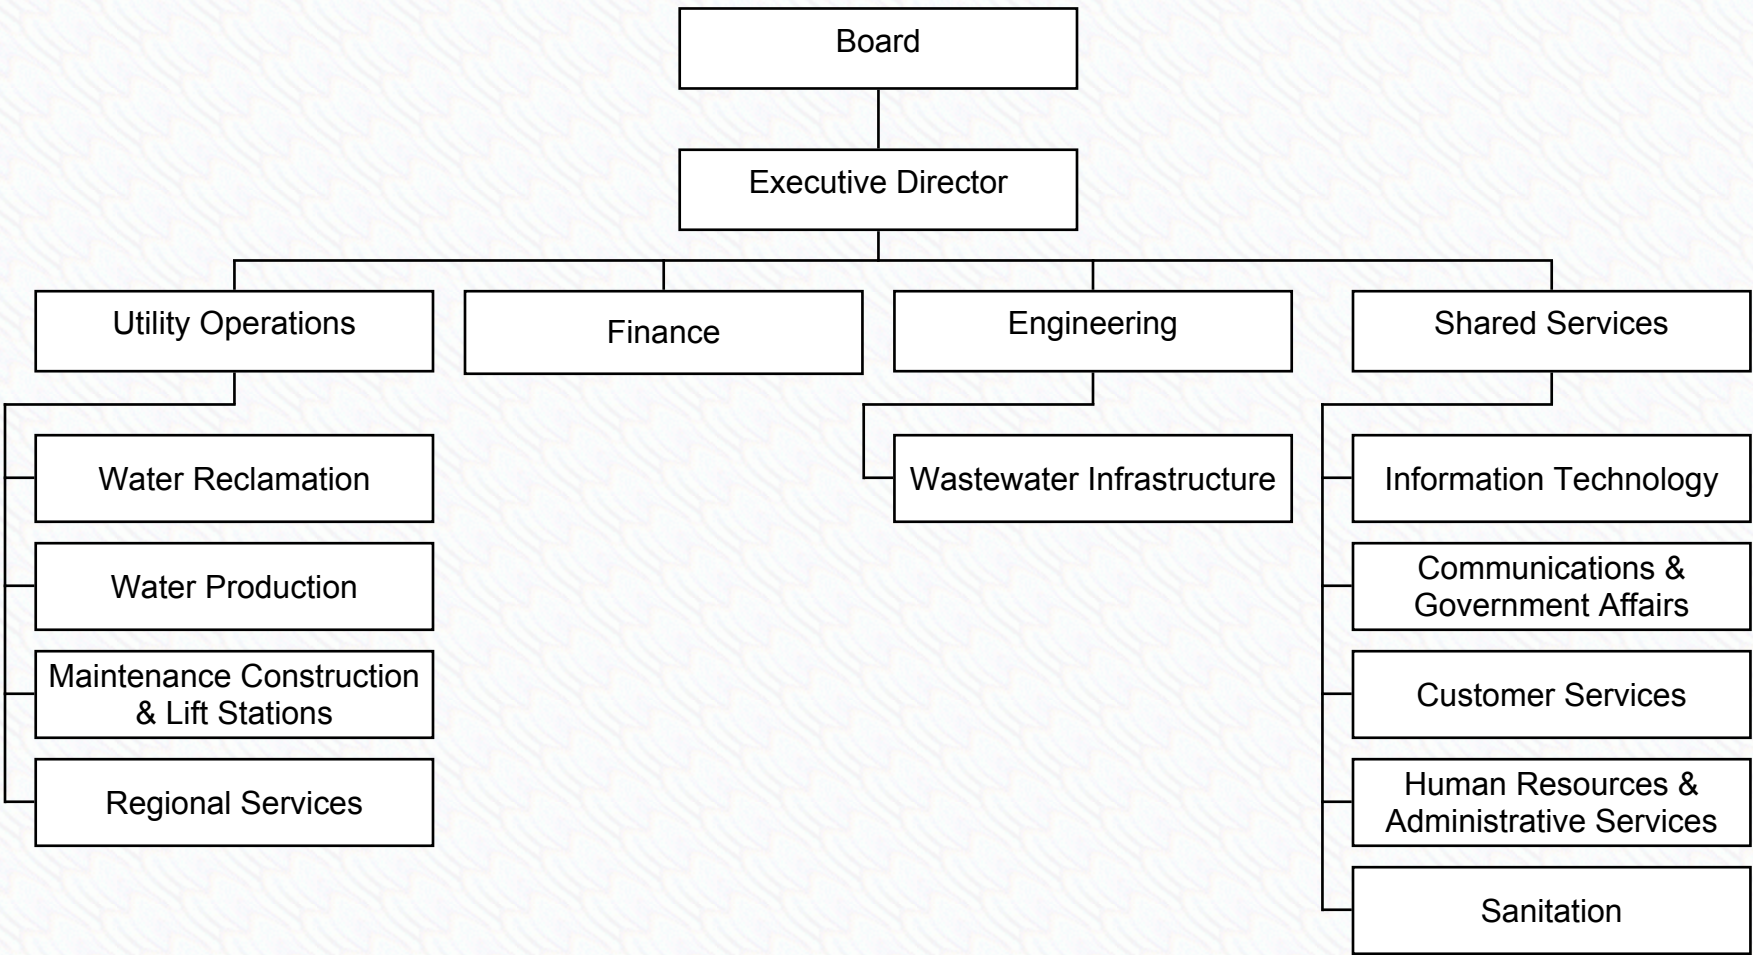 Board
Executive Director
Utility Operations
Finance
Engineering
Shared Services
Water Reclamation
Water Production
Maintenance Construction
& Lift Stations
Regional Services
Wastewater Infrastructure
Information Technology
Communications &
Government Affairs
Customer Services
Human Resources &
Administrative Services
Sanitation